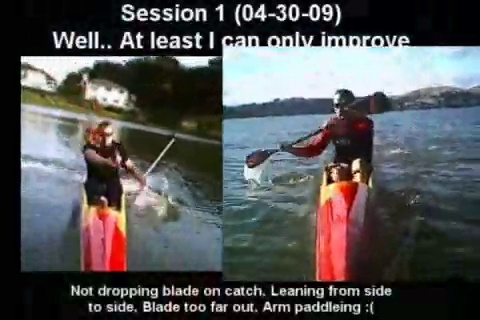 Session 1 (04-30-09)
Well.. At least I can only improve
Not dropping blade on catch. Leaning from side
to side. Blade too far out. Arm paddleing :(